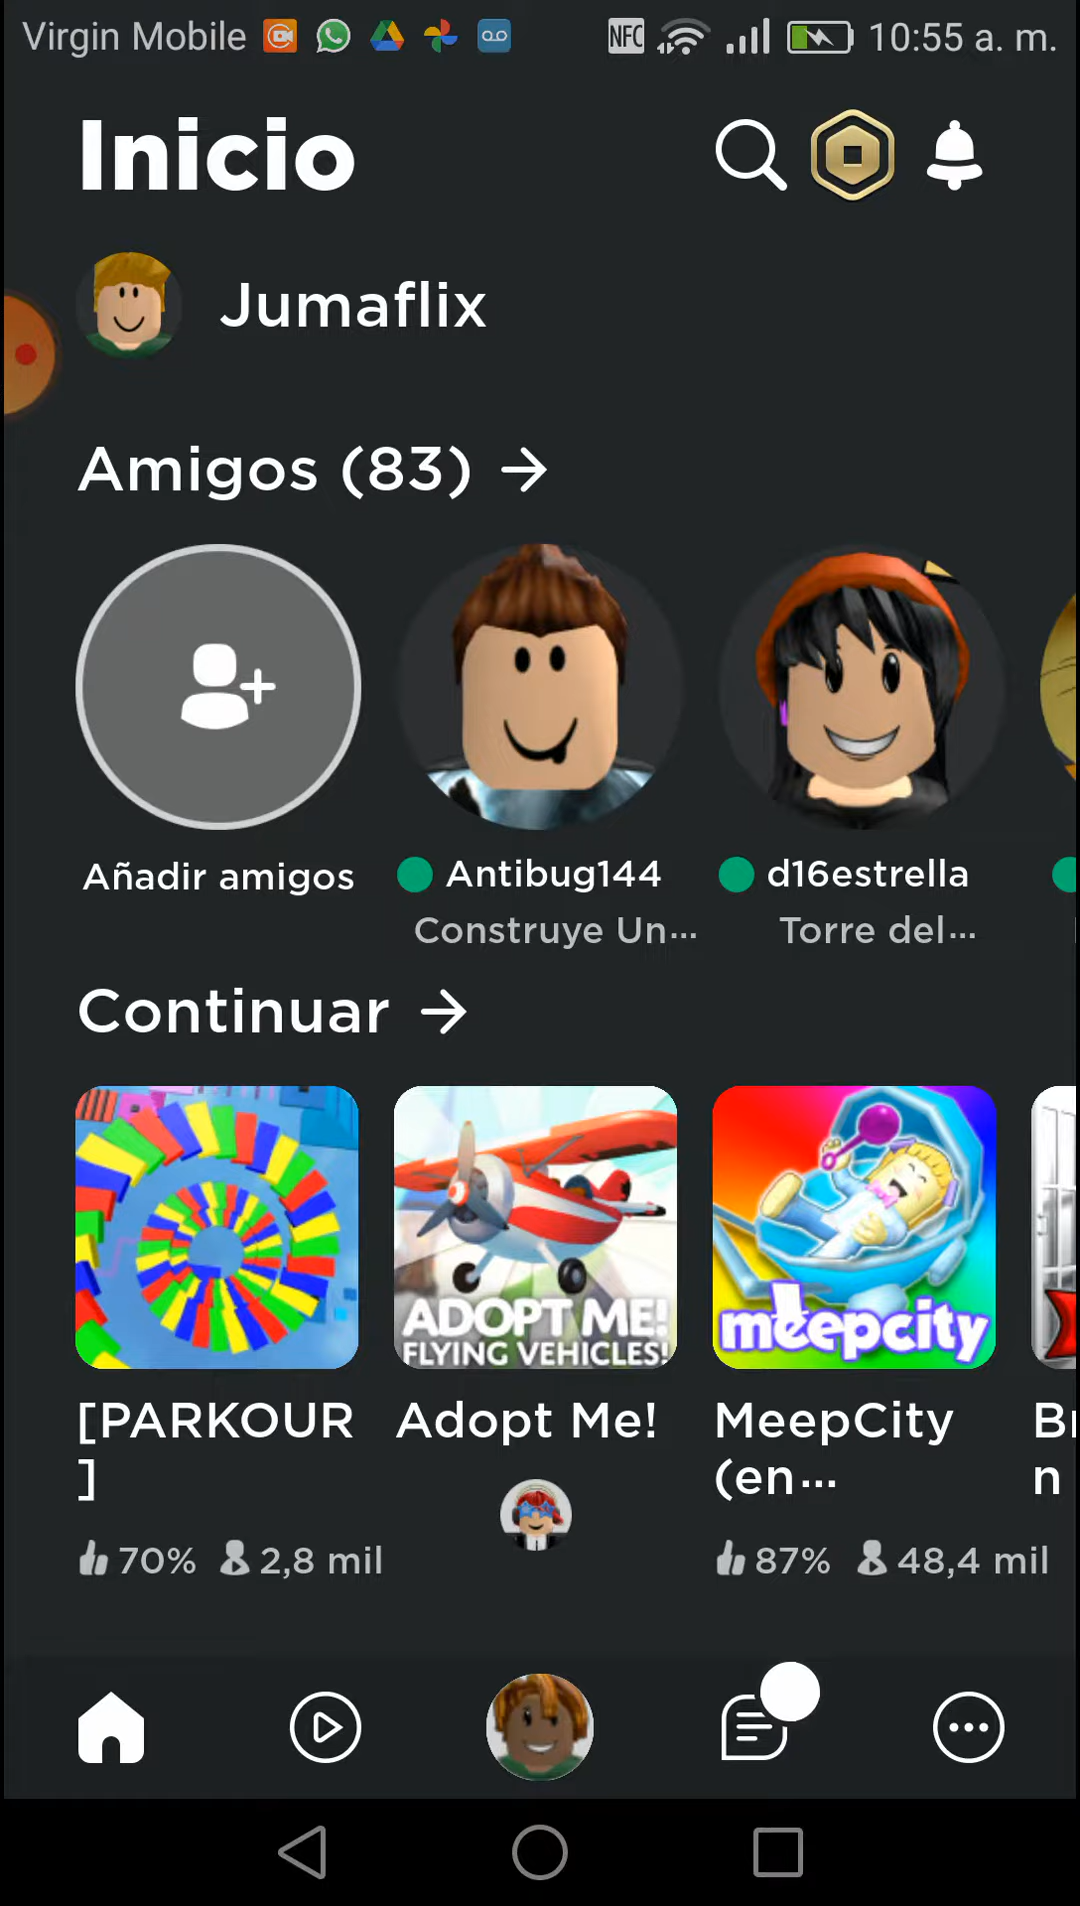 Virgin Mobile NFC 10:55 a. m.
Inicio
Jumaflix
Amigos (83) →
Añadir amigos
Antibug144
Construye Un...
d16estrella
Torre del...
Continuar →
ADOPT ME!
FLYING VEHICLES!
meepcity
[PARKOUR
]
70% 2,8 mil
Adopt Me!
MeepCity
(en...
87% 48,4 mil
n